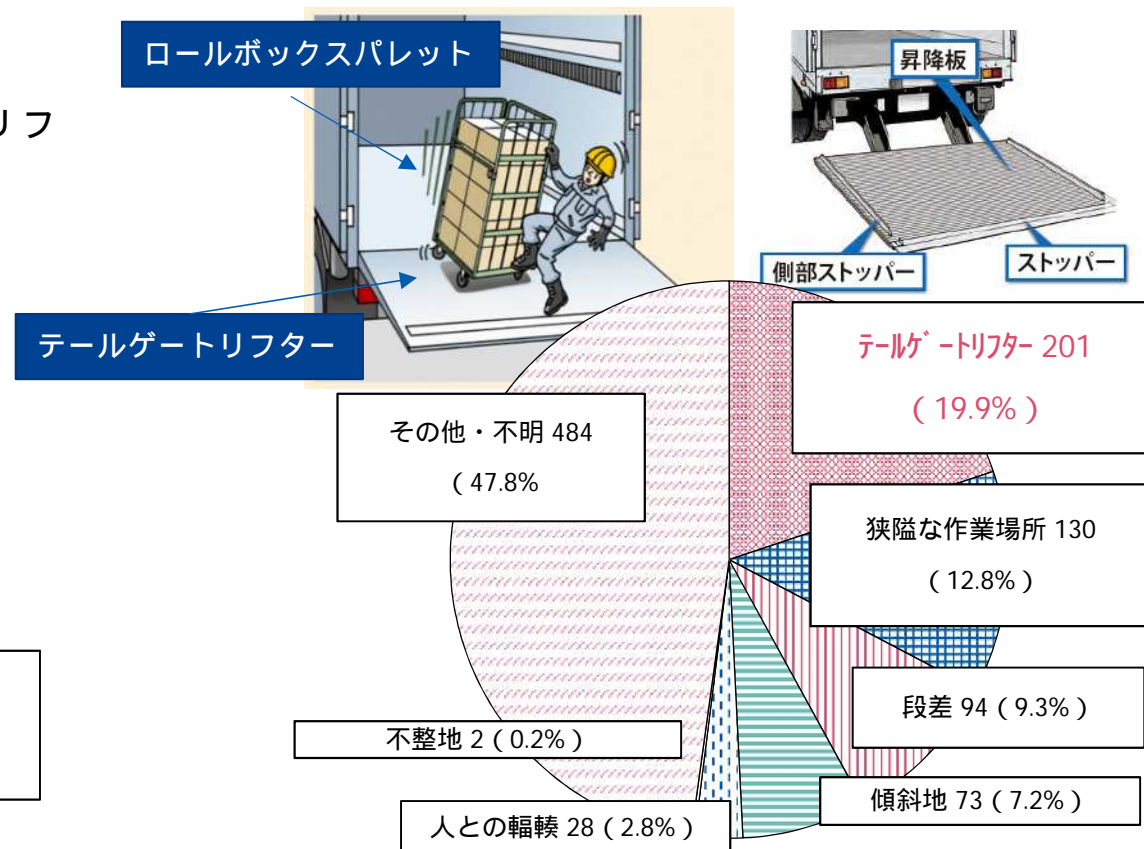 ロールボックスパレット
昇降板
リフ
側部ストッパー
ストッパー
テールゲートリフター
テールゲートリフター 201
(19.9%)
その他・不明 484
(47.8%
狭隘な作業場所 130
(12.8%)
段差 94(9.3%)
不整地 2(0.2%)
傾斜地 73(7.2%)
人との輻輳 28(2.8%)